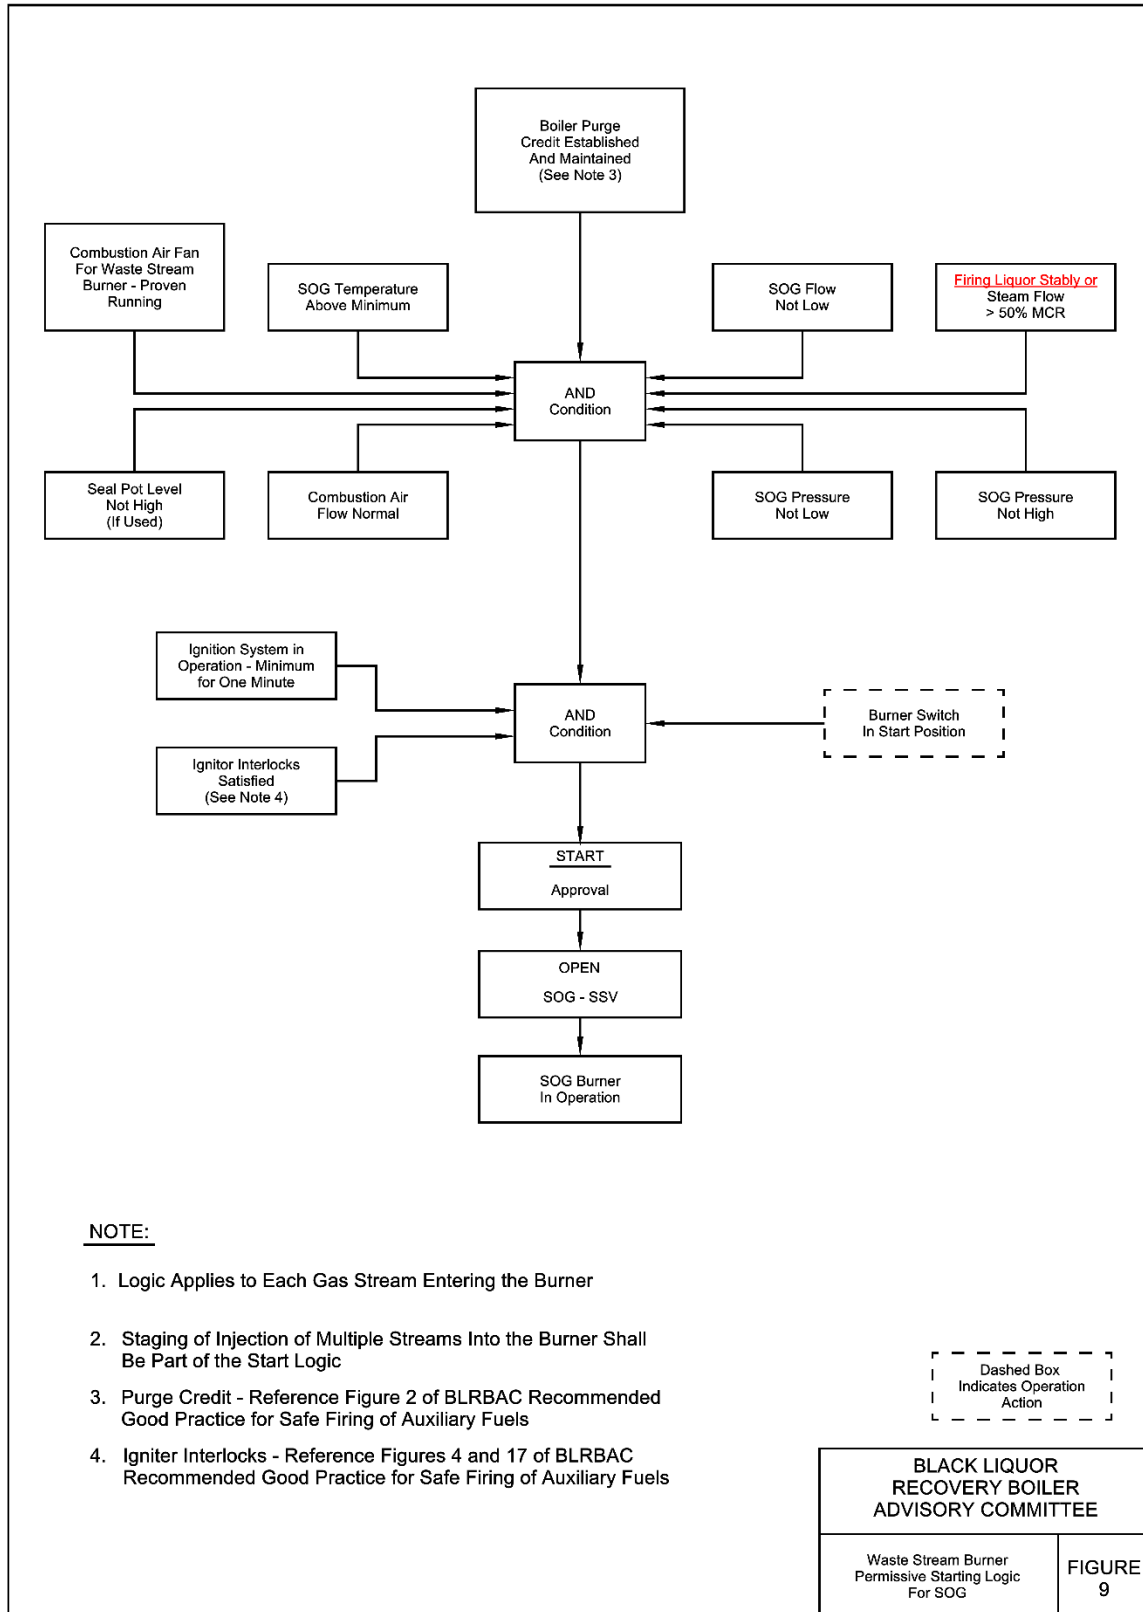 Boiler Purge
Credit Established
And Maintained
(See Note 3)
Combustion Air Fan
For Waste Stream
Burner - Proven
Running
SOG Temperature
Above Minimum
SOG Flow
Not Low
Firing Liquor Stably or
Steam Flow
> 50% MCR
AND
Condition
Seal Pot Level
Not High
(If Used)
Combustion Air
Flow Normal
SOG Pressure
Not Low
SOG Pressure
Not High
Ignition System in
Operation - Minimum
for One Minute
AND
Condition
Burner Switch
In Start Position
Ignitor Interlocks
Satisfied
(See Note 4)
START
Approval
OPEN
SOG - SSV
SOG Burner
In Operation
NOTE:
1. Logic Applies to Each Gas Stream Entering the Burner
2. Staging of Injection of Multiple Streams Into the Burner Shall
Be Part of the Start Logic
3. Purge Credit - Reference Figure 2 of BLRBAC Recommended
Good Practice for Safe Firing of Auxiliary Fuels
4. Igniter Interlocks - Reference Figures 4 and 17 of BLRBAC
Recommended Good Practice for Safe Firing of Auxiliary Fuels
Dashed Box
Indicates Operation
Action
BLACK LIQUOR
RECOVERY BOILER
ADVISORY COMMITTEE
Waste Stream Burner
Permissive Starting Logic
For SOG
FIGURE
9